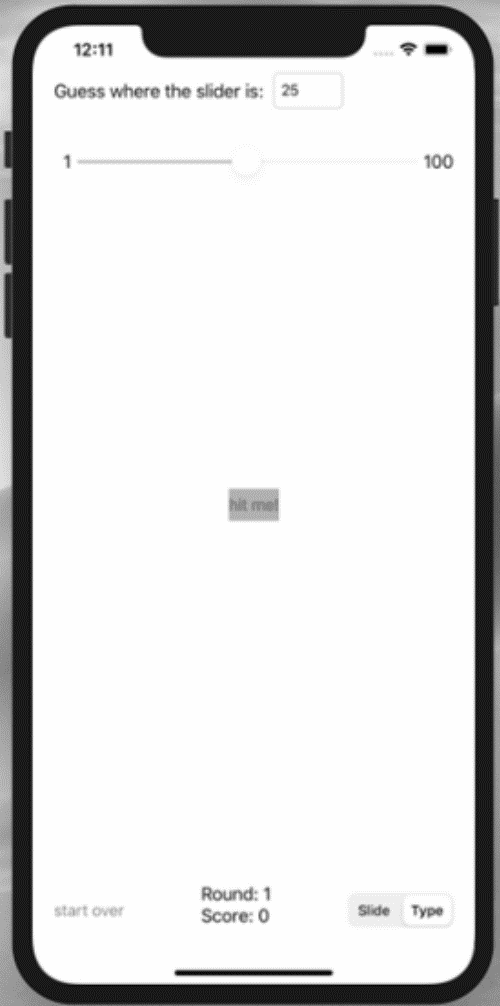 12:11
Guess where the slider is: 25
1 100
hit me!
Round: 1
start over Score: 0 Slide Type